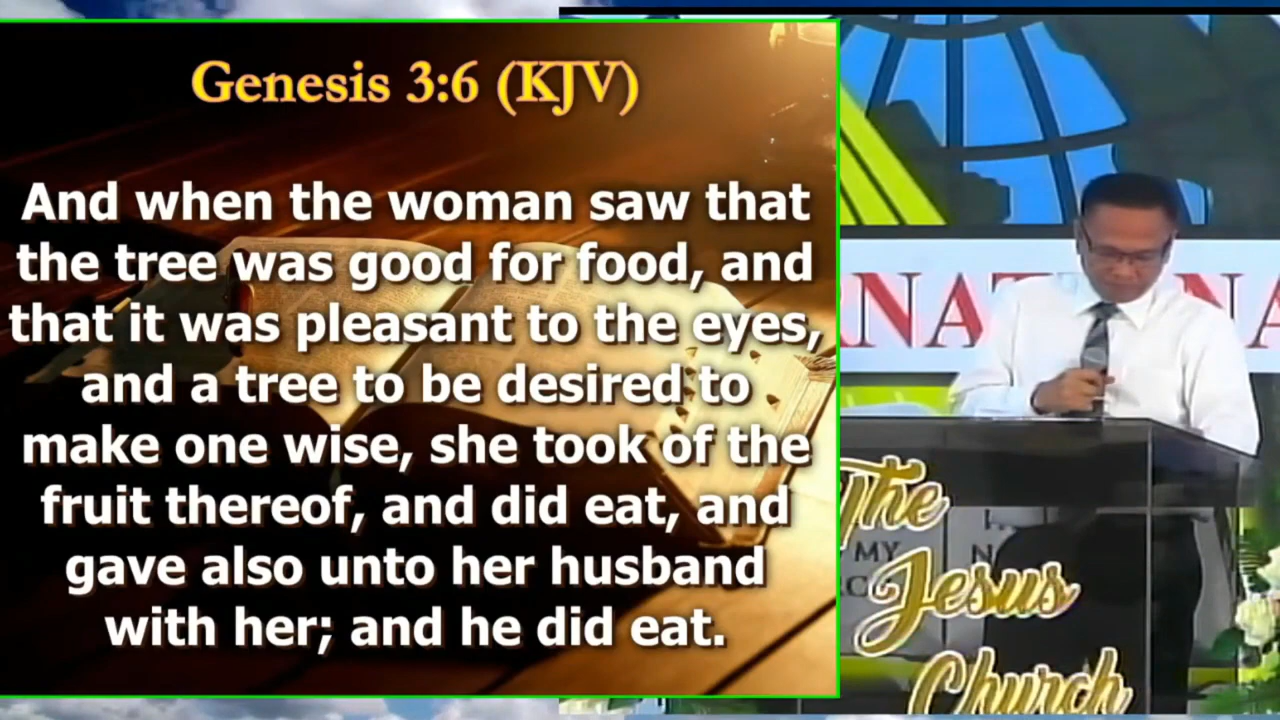 Genesis 3:6 (KJV)
And when the woman saw that
the tree was good for food, and
that it was pleasant to the eyes,
and a tree to be desired to
make one wise, she took of the
fruit thereof, and did eat, and
gave also unto her husband
with her; and he did eat.
RNAT
NA
The
MY
N
Jesus
Church